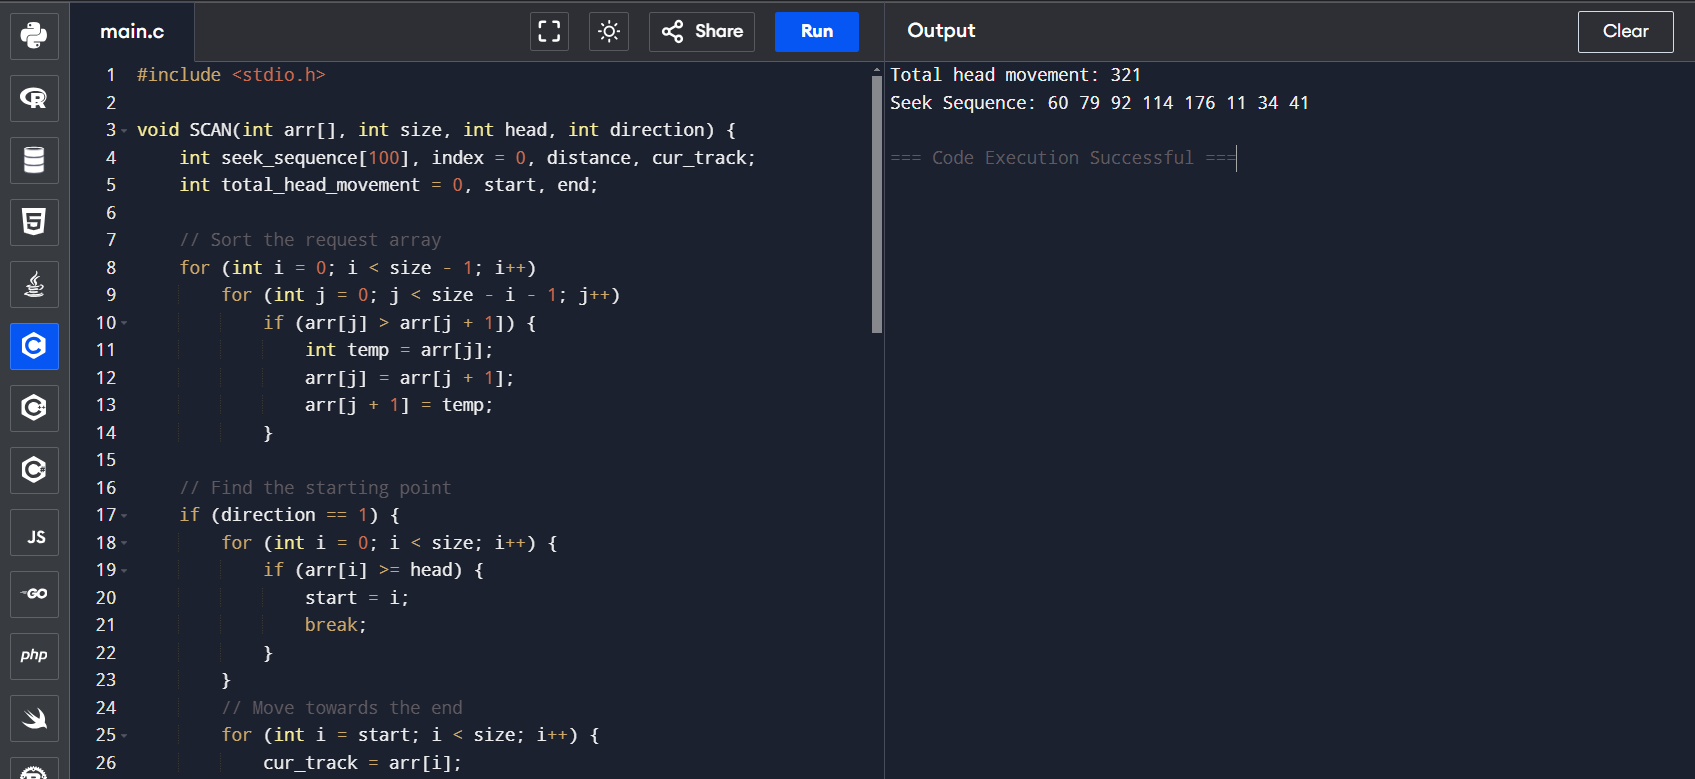 main.c
Share
Run
Output
Clear
1 #include <stdio.h>
2
3 void SCAN(int arr[], int size, int head, int direction) {
4 int seek_sequence[100], index = 0, distance, cur_track;
5 int total_head_movement = 0, start, end;
6
7 // Sort the request array
8 for (int i = 0; i < size - 1; i++)
9 for (int j = 0; j < size - i - 1; j++)
10 if (arr[j] > arr[j + 1]) {
11 int temp = arr[j];
12 arr[j] = arr[j + 1];
13 arr[j + 1] = temp;
14 }
15
16 // Find the starting point
17 if (direction == 1) {
18 for (int i = 0; i < size; i++) {
19 if (arr[i] >= head) {
20 start = i;
21 break;
22 }
23 }
24 // Move towards the end
25 for (int i = start; i < size; i++) {
26 cur_track = arr[i];
Total head movement: 321
Seek Sequence: 60 79 92 114 176 11 34 41
=== Code Execution Successful ===
R
5
C
C++
C#
JS
GO
php
R